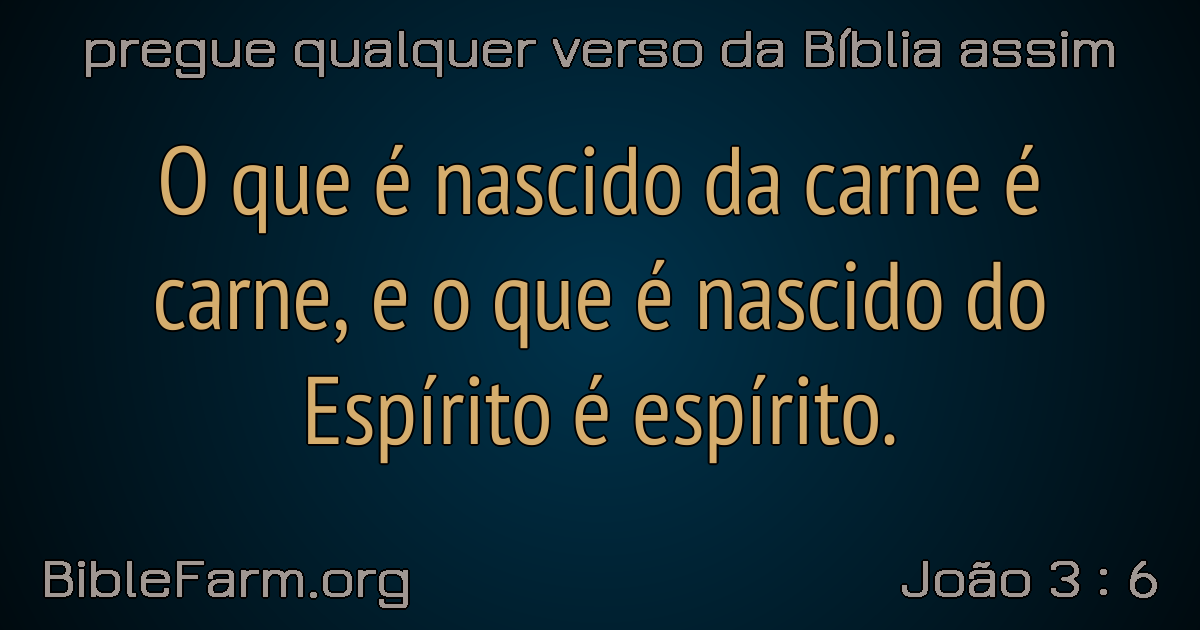 pregue qualquer verso da Bíblia assim
O que é nascido da carne é
carne, e o que é nascido do
Espírito é espírito.
BibleFarm.org
João 3 : 6